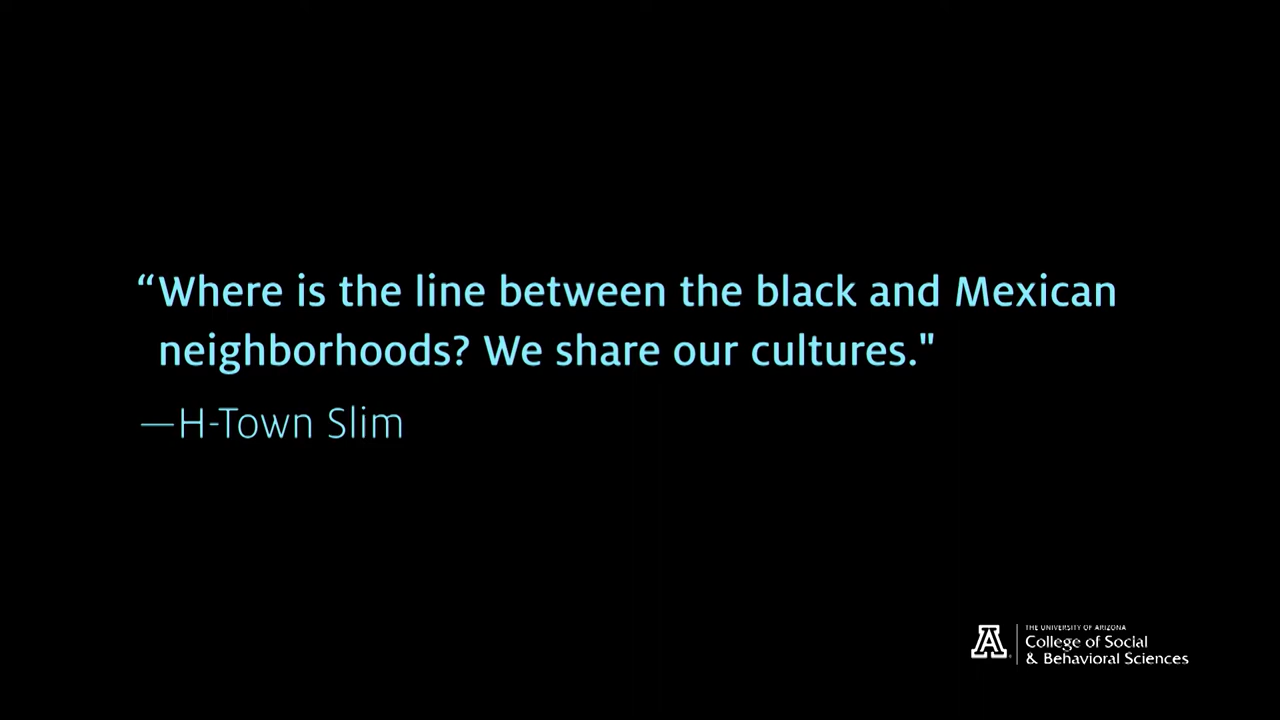 “Where is the line between the black and Mexican
neighborhoods? We share our cultures."
—H-Town Slim
A
THE UNIVERSITY OF ARIZONA
College of Social
& Behavioral Sciences